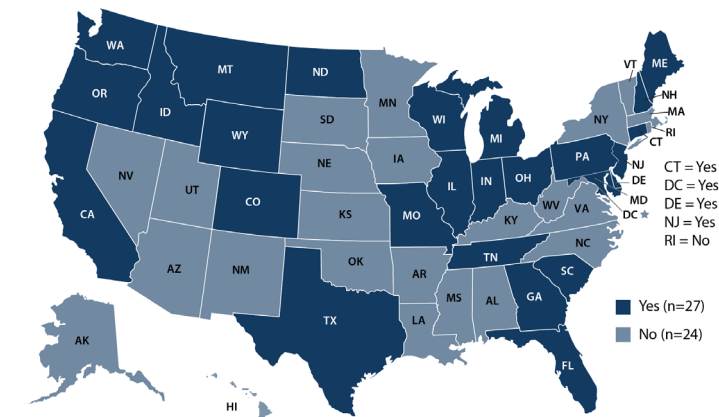 WA
MT
ND
MN
VT
ME
OR
ID
WY
SD
WI
MI
NY
NH
MA
RI
CT
NV
UT
CO
NE
IA
IL
IN
OH
PA
NJ
DE
MD
DC
CA
KS
MO
KY
WV
VA
AZ
NM
OK
AR
TN
NC
SC
TX
LA
MS
AL
GA
FL
AK
HI
CT = Yes
DC = Yes
DE = Yes
NJ = Yes
RI = No
Yes (n=27)
No (n=24)